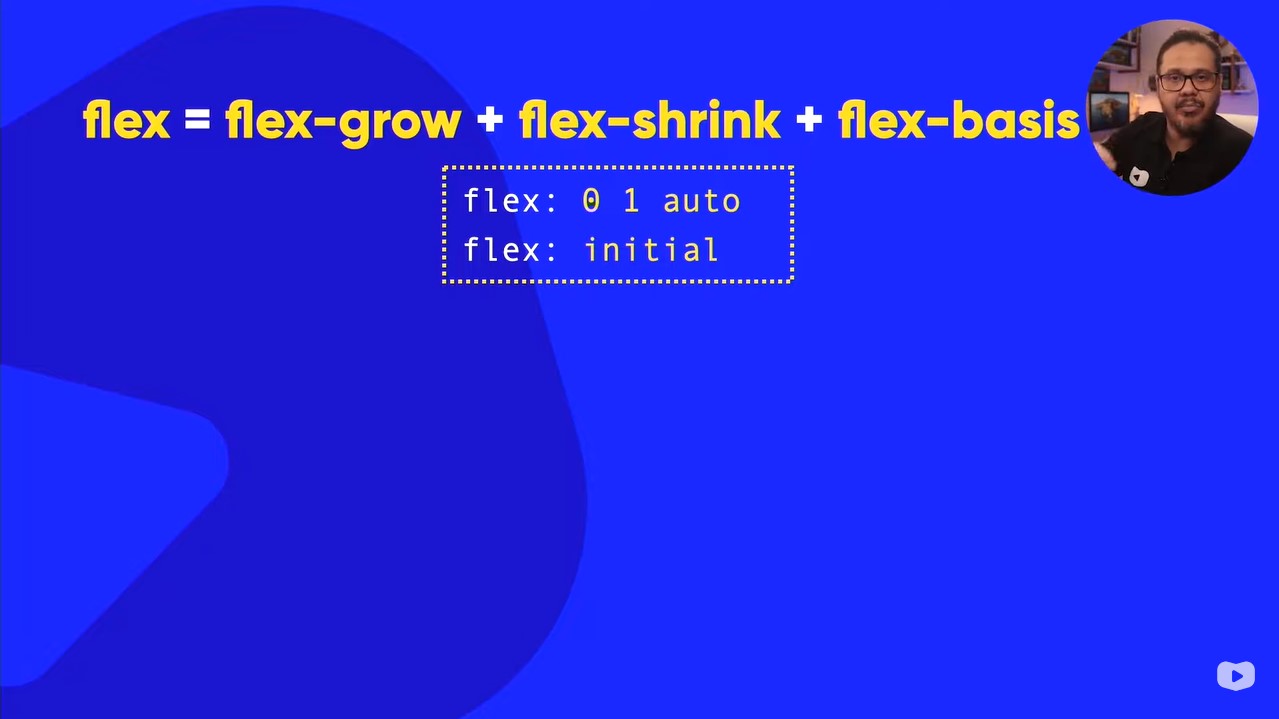 flex = flex-grow + flex-shrink + flex-basis
flex: 0 1 auto
flex: initial